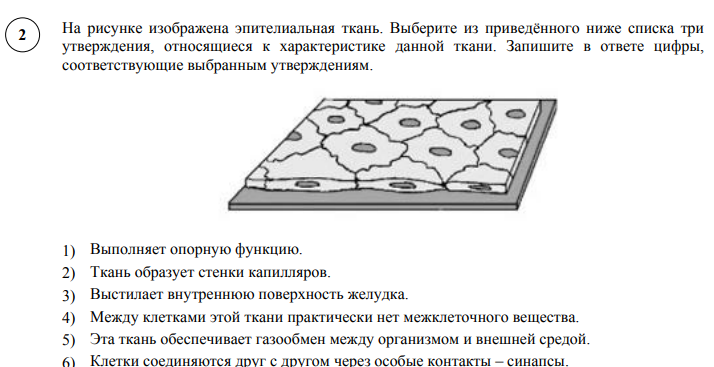 2
На рисунке изображена эпителиальная ткань. Выберите из приведённого ниже списка три
утверждения, относящиеся к характеристике данной ткани. Запишите в ответе цифры,
соответствующие выбранным утверждениям.
1) Выполняет опорную функцию.
2) Ткань образует стенки капилляров.
3) Выстилает внутреннюю поверхность желудка.
4) Между клетками этой ткани практически нет межклеточного вещества.
5) Эта ткань обеспечивает газообмен между организмом и внешней средой.
6) Клетки соединяются друг с другом через особые контакты – синапсы.